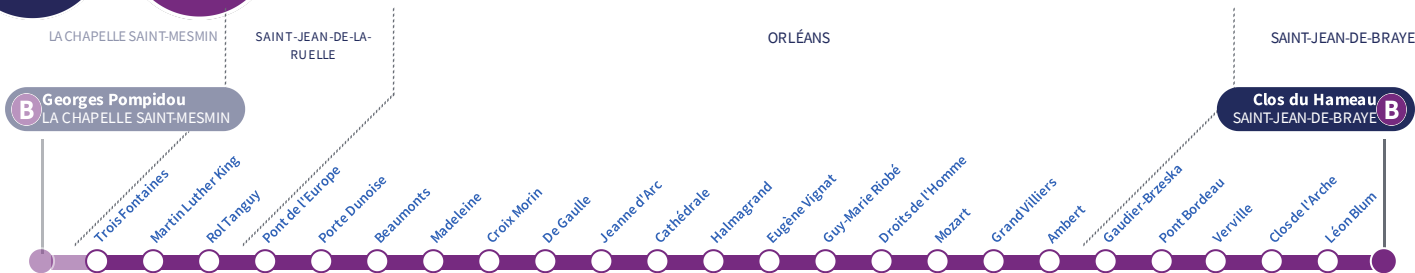 LA CHAPELLE SAINT-MESMIN
SAINT-JEAN-DE-LA-
RUELLE
ORLÉANS
SAINT-JEAN-DE-BRAYE
B
Georges Pompidou
LA CHAPELLE SAINT-MESMIN
Clos du Hameau
SAINT-JEAN-DE-BRAYE
B
Trois Fontaines
Martin Luther King
Rol Tanguy
Pont de l'Europe
Porte Dunoise
Beaumonts
Madeleine
Croix Morin
De Gaulle
Jeanne d'Arc
Cathédrale
Halmagrand
Eugène Vignat
Guy-Marie Riobé
Droits de l'Homme
Mozart
Grand Villiers
Ambert
Gaudier-Brzeska
Pont Bordeau
Verville
Clos de l'Arche
Léon Blum